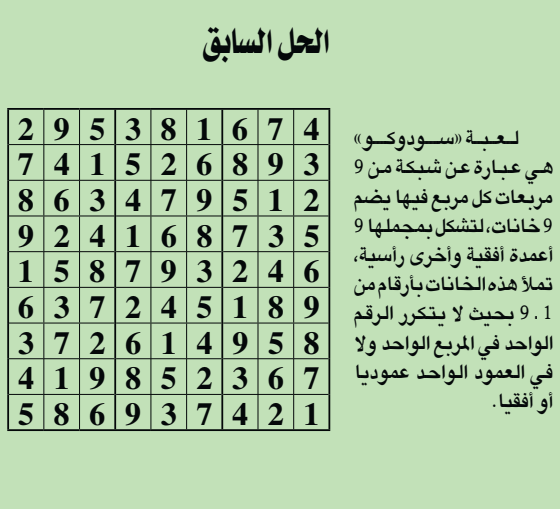 الحل السابق
لـعـبـة «ســودوكــو»
هـي عبـارة عن شبـكة من 9
مربعات كل مربع فيها يضم
9 خانات، لتشكل بمجملها 9
أعمدة أفقية وأخرى رأسية،
تملأ هذه الخانات بأرقام من
1 . 9 بحيث لا يتكرر الرقم
الواحد في المربع الواحد ولا
في العمود الواحد عموديا
أو أفقيا.
2 9 5 3 8 1 6 7 4
7 4 1 5 2 6 8 9 3
8 6 3 4 7 9 5 1 2
9 2 4 1 6 8 7 3 5
1 5 8 7 9 3 2 4 6
6 3 7 2 4 5 1 8 9
3 7 2 6 1 4 9 5 8
4 1 9 8 5 2 3 6 7
5 8 6 9 3 7 4 2 1